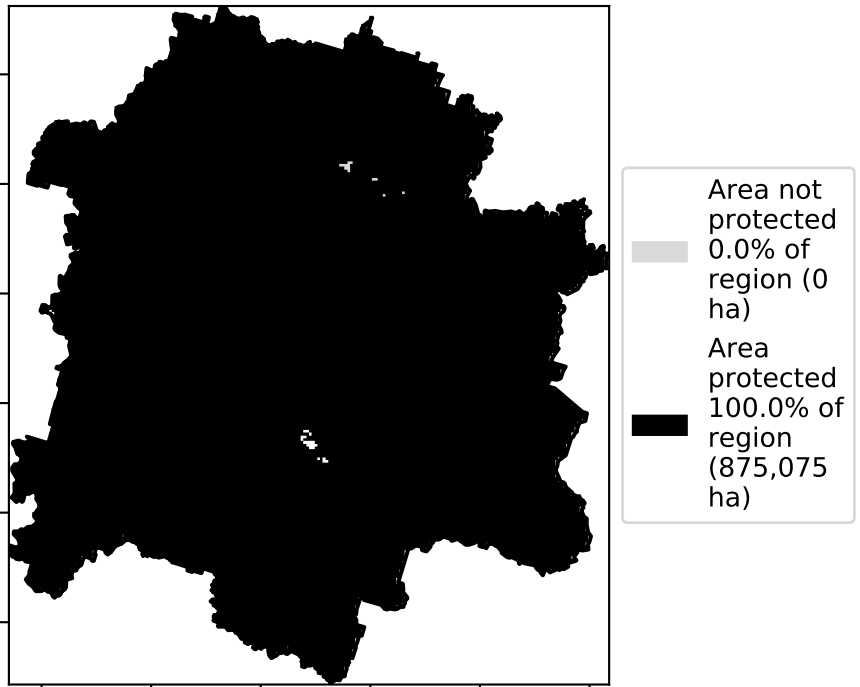 Area not
protected
0.0% of
region (0
ha)
Area
protected
100.0% of
region
(875,075
ha)